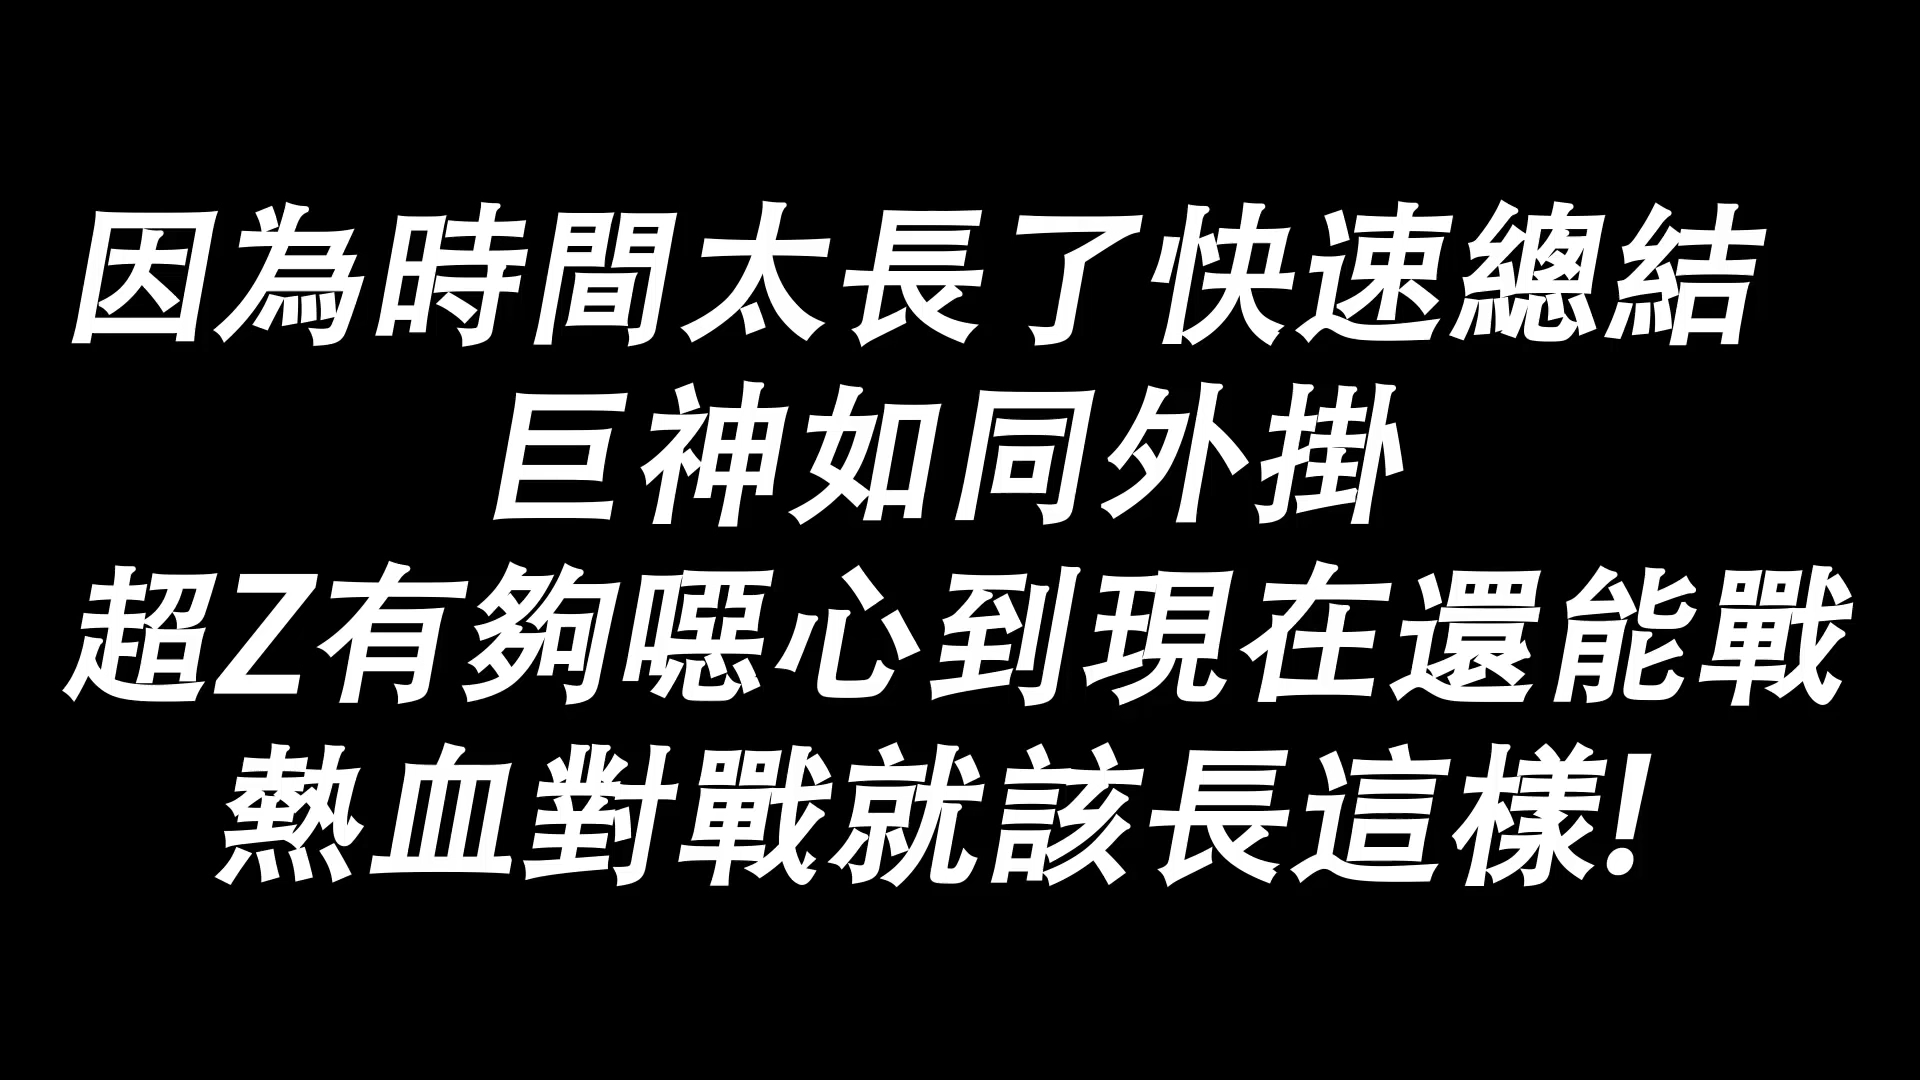 因為時間太長了快速總結
巨神如同外掛
超Z有夠噁心到現在還能戰
熱血對戰就該長這樣!